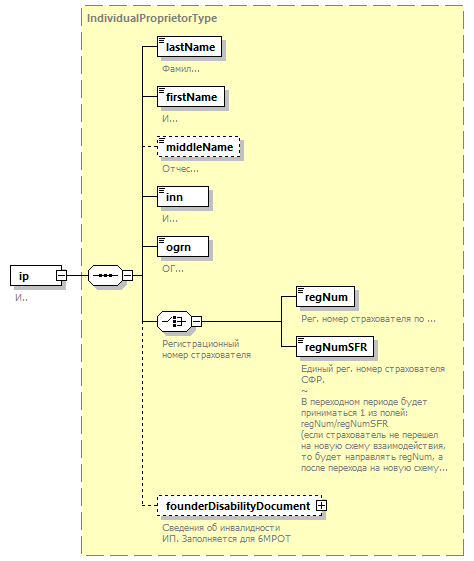 IndividualProprietorType
lastName
Фамил...
firstName
И...
middleName
Отчес...
inn
И...
ogrn
ОГ...
ip
И..
Регистрационный
номер страхователя
regNum
Рег. номер страхователя по ...
regNumSFR
Единый рег. номер страхователя
СФР.
~
В переходном периоде будет
приниматься 1 из полей:
regNum/regNumSFR
(если страхователь не перешел
на новую схему взаимодействия,
то будет направлять regNum, а
после перехода на новую схему...
founderDisabilityDocument
Сведения об инвалидности
ИП. Заполняется для 6МРОТ